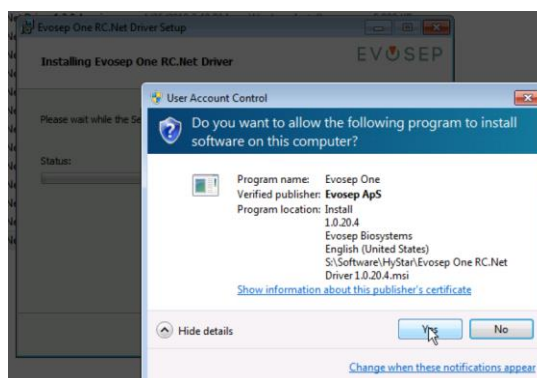 Evosep One RC.Net Driver Setup
Installing Evosep One RC.Net Driver
EVOSEP
Please wait while the Se
Status:
User Account Control
Do you want to allow the following program to install
software on this computer?
Program name: Evosep One
Verified publisher: Evosep ApS
Program location: Install
1.0.20.4
Evosep Biosystems
English (United States)
S:\Software\HyStar\Evosep One RC.Net
Driver 1.0.20.4.msi
Show information about this publisher's certificate
Hide details
Yes
No
Change when these notifications appear